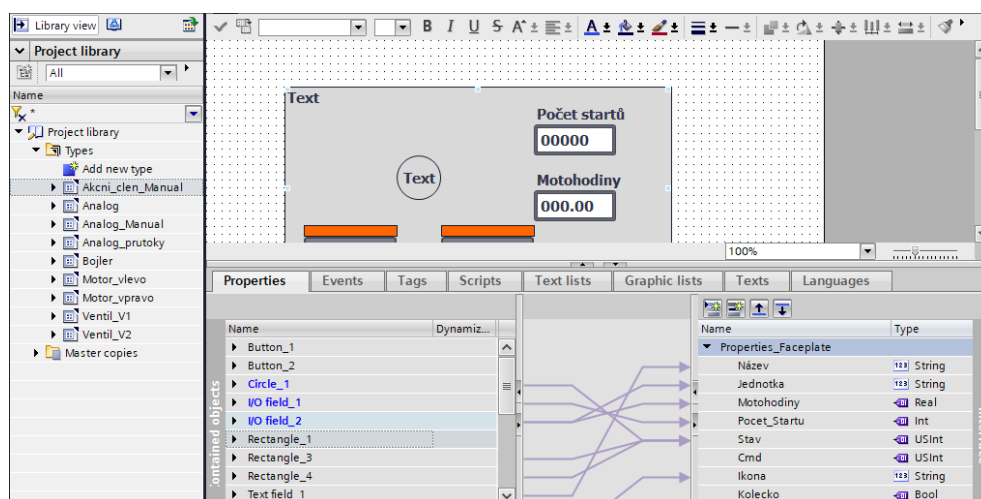 Library view
B I U S A
Project library
All
Name
*
Project library
Types
Add new type
Akcni_clen_Manual
Analog
Analog_Manual
Analog_prutoky
Bojler
Motor_vlevo
Motor_vpravo
Ventil_V1
Ventil_V2
Master copies
Text
Počet startů
00000
Text
Motohodiny
000.00
100%
Properties Events Tags Scripts Text lists Graphic lists Texts Languages
Name Dynamiz...
Button_1
Button_2
Circle_1
I/O field_1
I/O field_2
Rectangle_1
Rectangle_3
Rectangle_4
Text field_1
Contained objects
Name Type
Properties_Faceplate
Název String
Jednotka String
Motohodiny Real
Pocet_Startu Int
Stav USInt
Cmd USInt
Ikona String
Kolecko Bool